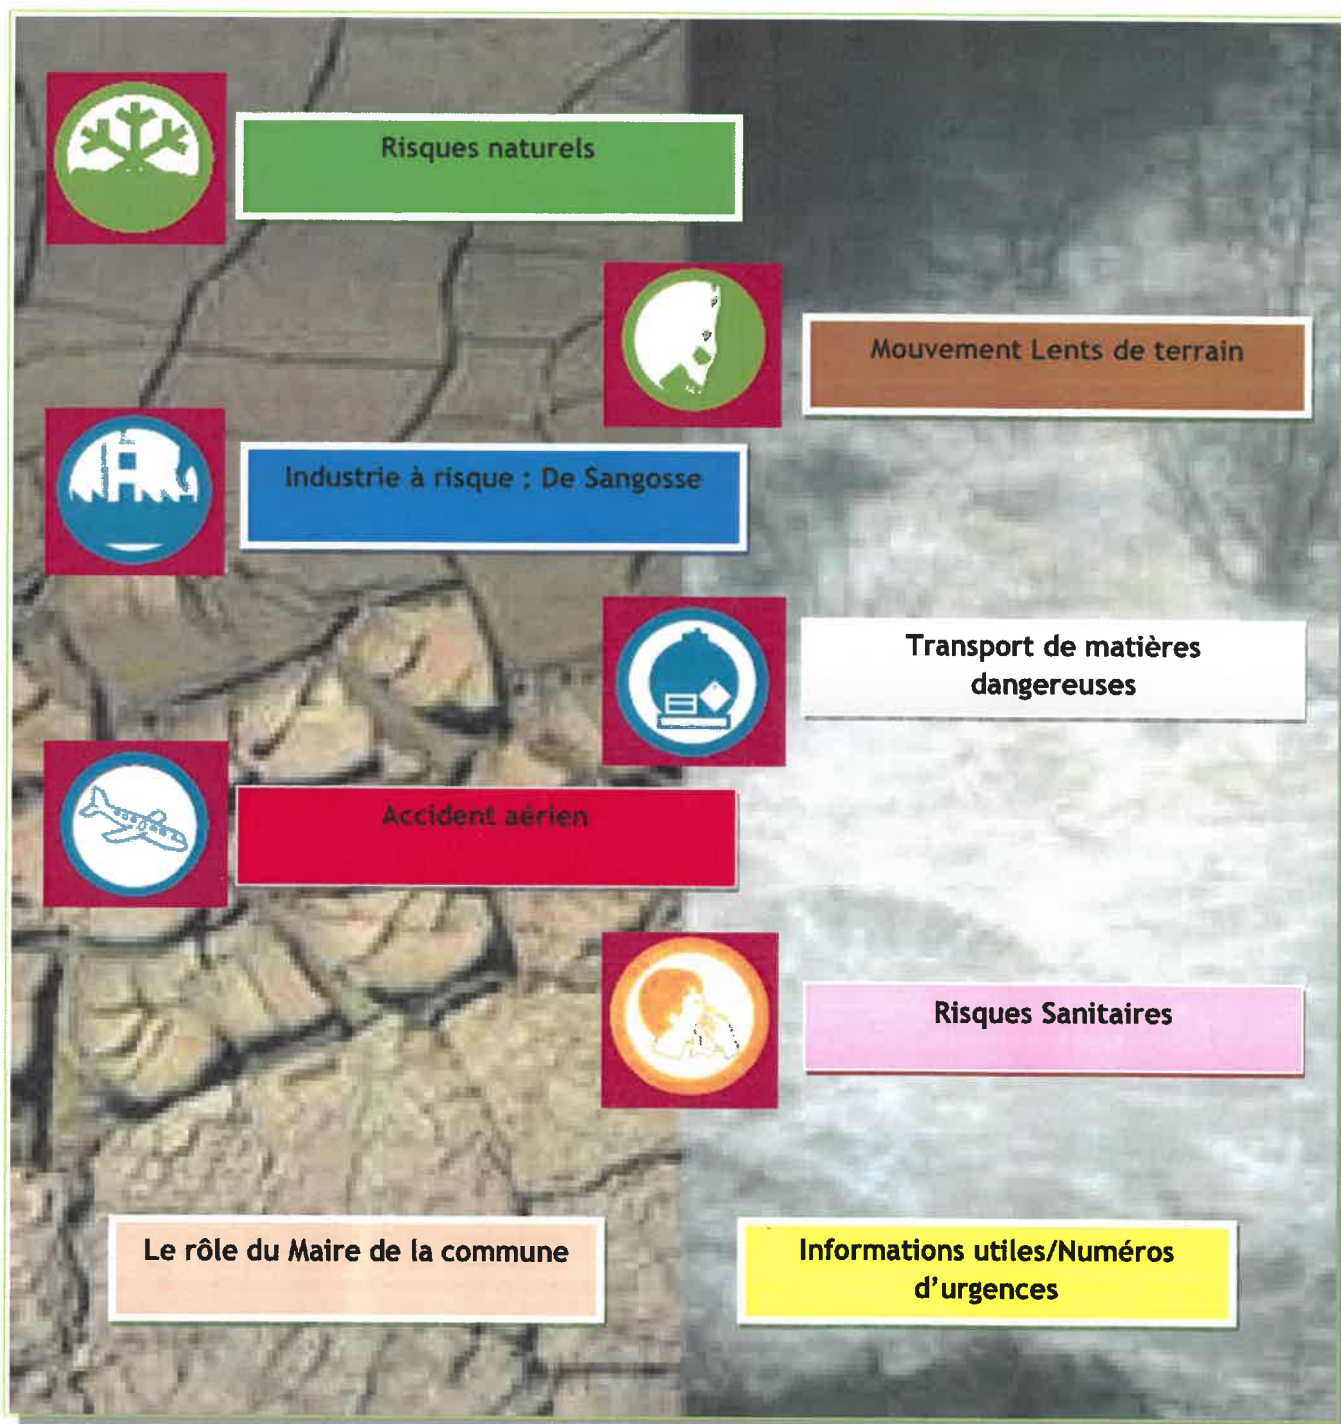 Risques naturels
Mouvement Lents de terrain
Industrie à risque : De Sangosse
Transport de matières
dangereuses
Accident aérien
Risques Sanitaires
Le rôle du Maire de la commune
Informations utiles/Numéros
d'urgences